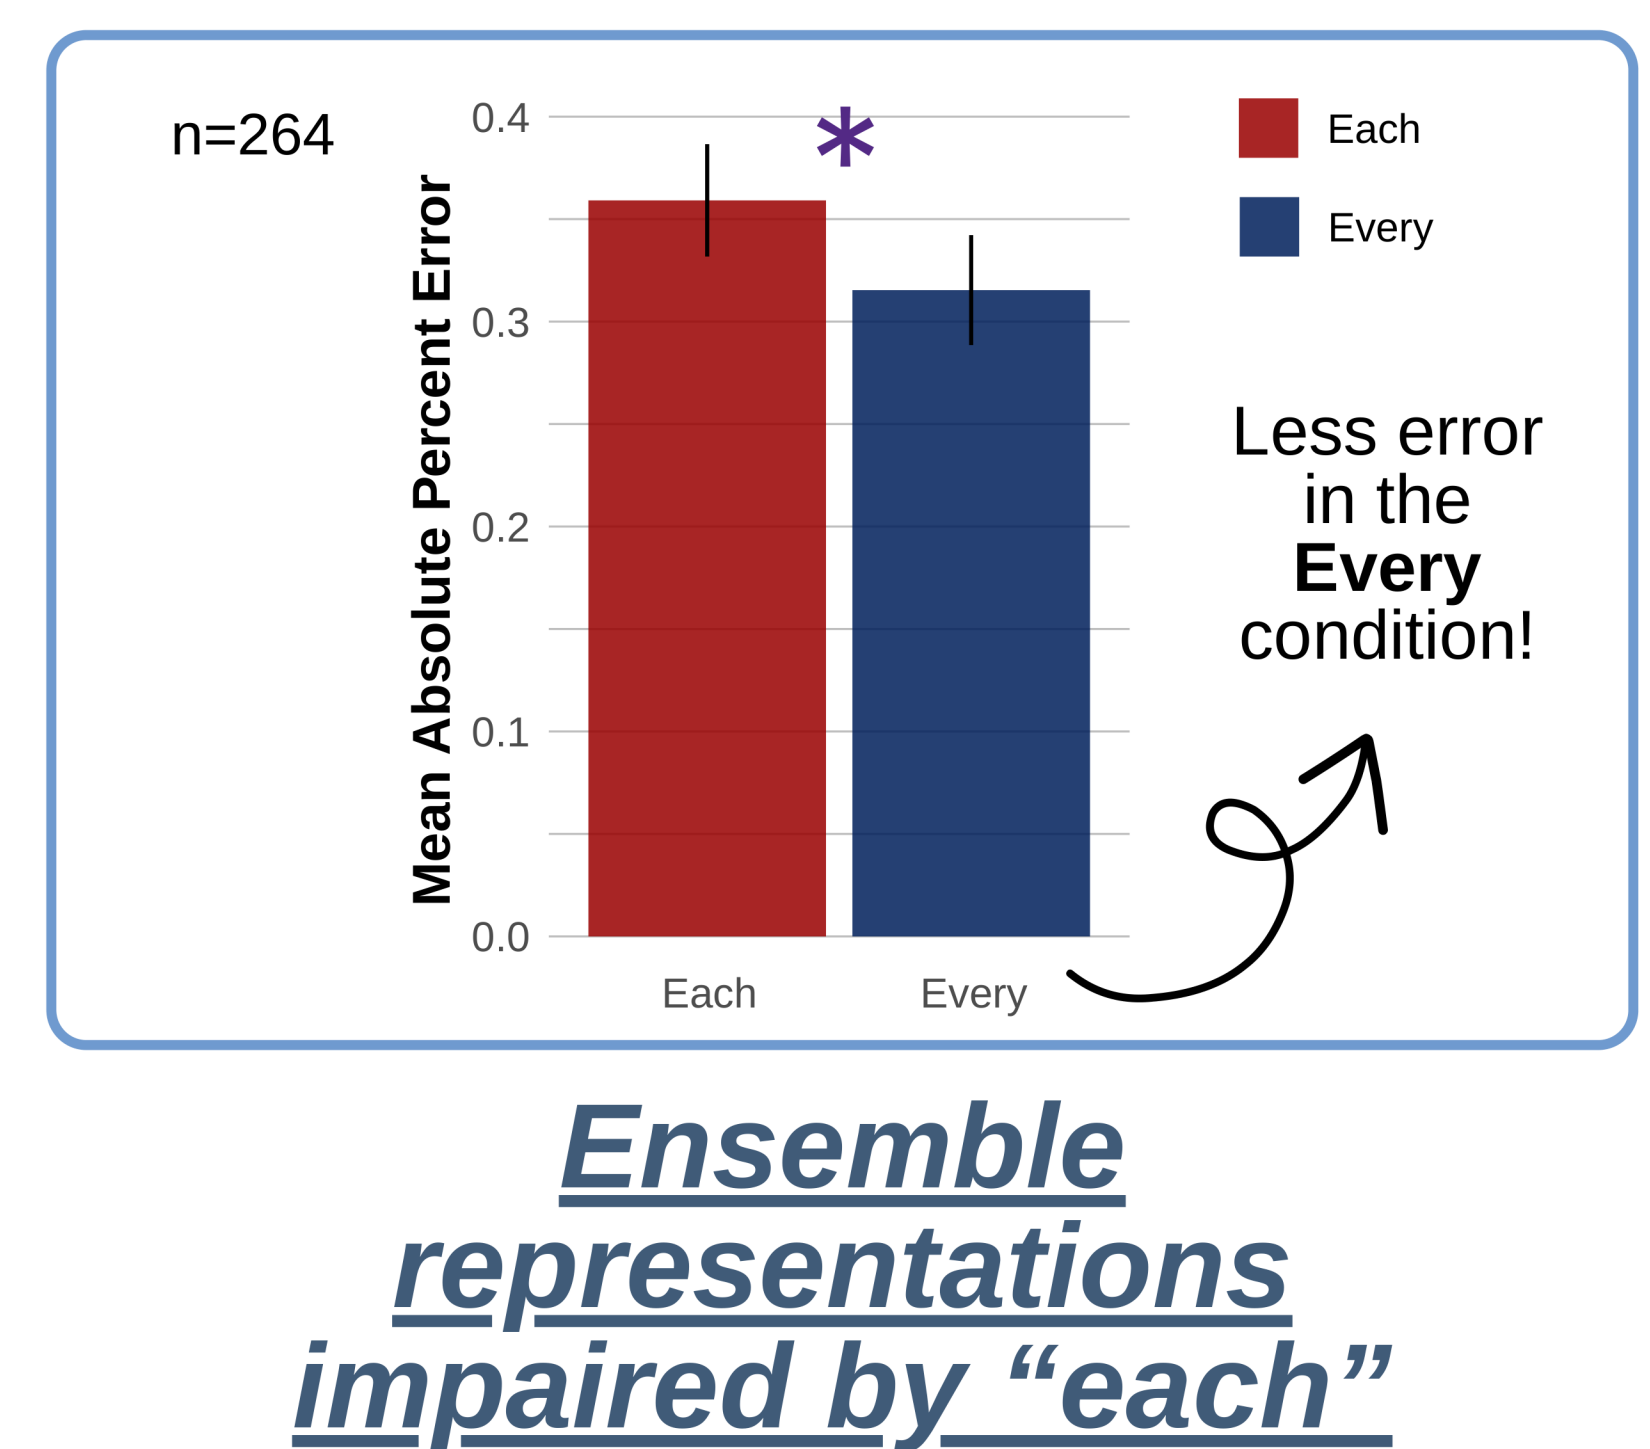 n=264
Mean Absolute Percent Error
0.4
0.3
0.2
0.1
0.0
*
Each
Every
Each
Every
Less error
in the
Every
condition!
Ensemble
representations
impaired by “each”